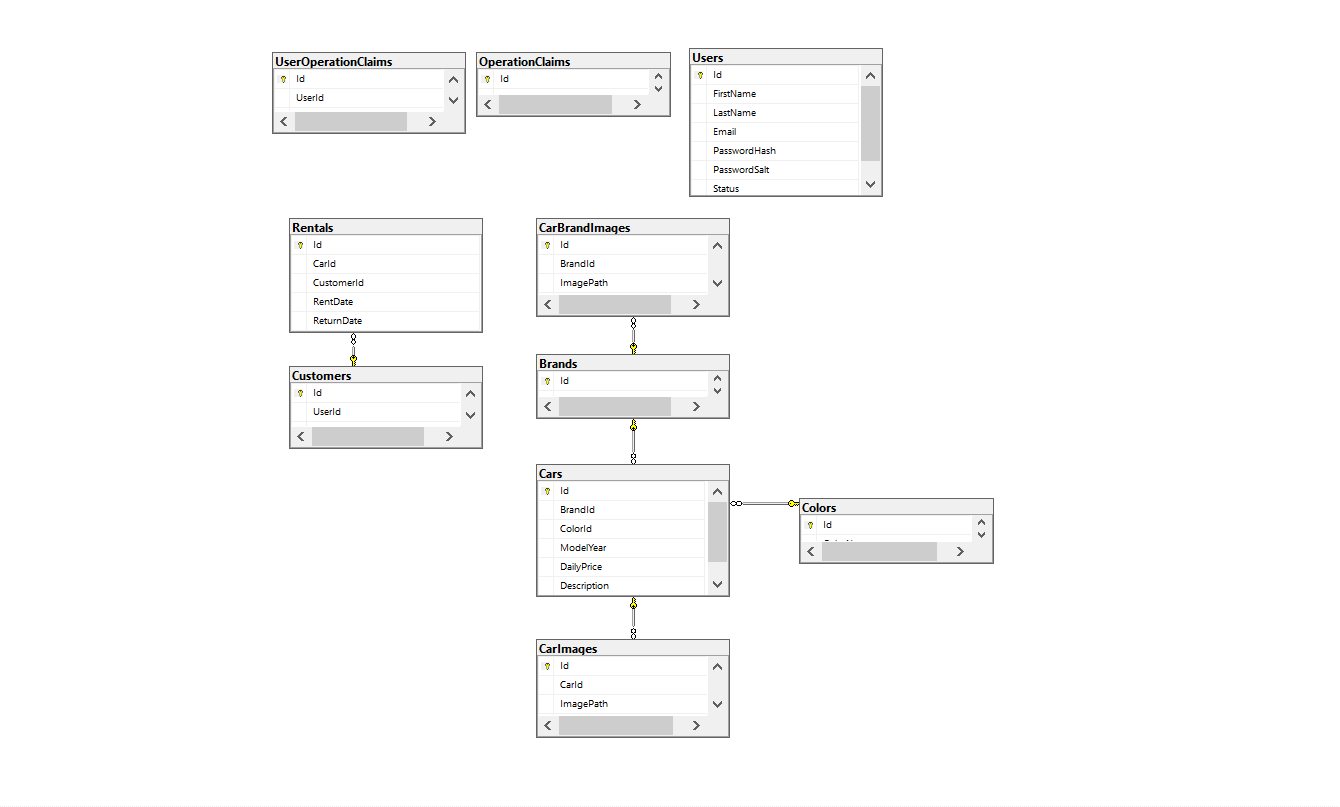 UserOperationClaims
Id
UserId
OperationClaims
Id
Users
Id
FirstName
LastName
Email
PasswordHash
PasswordSalt
Status
Rentals
Id
CarId
CustomerId
RentDate
ReturnDate
CarBrandImages
Id
BrandId
ImagePath
Customers
Id
UserId
Brands
Id
Cars
Id
BrandId
ColorId
ModelYear
DailyPrice
Description
Colors
Id
CarImages
Id
CarId
ImagePath